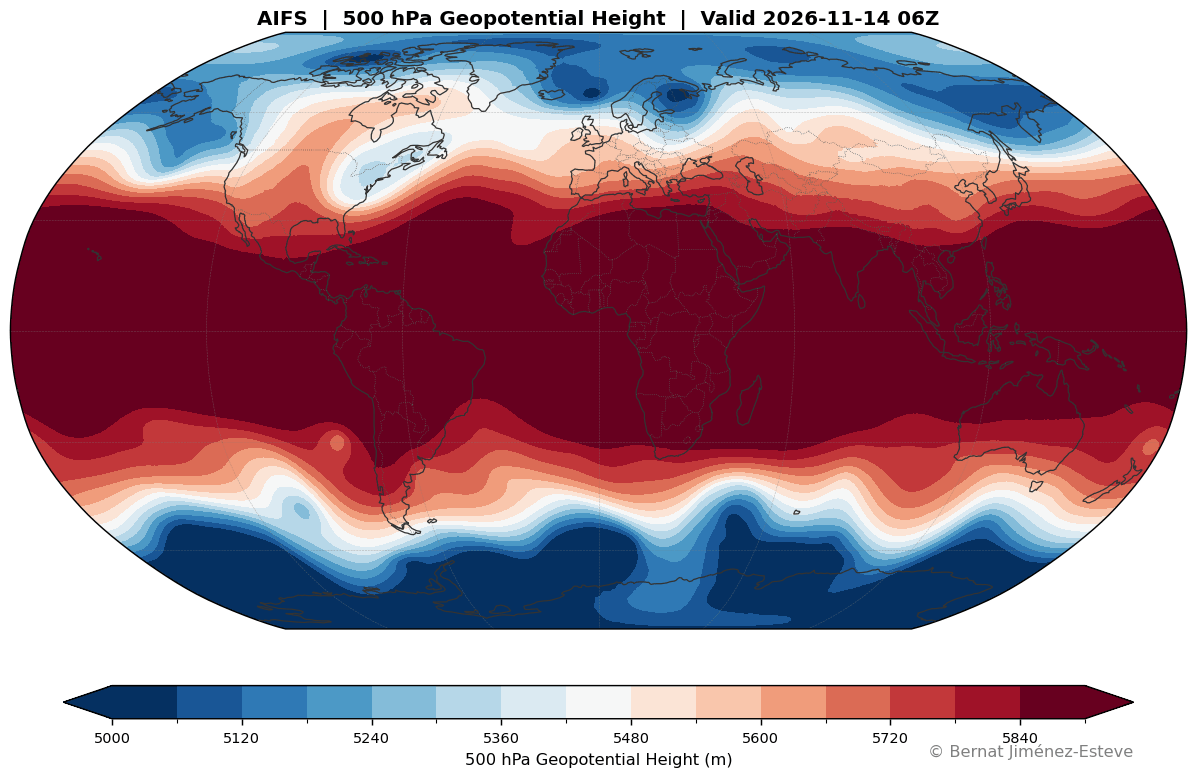 AIFS | 500 hPa Geopotential Height | Valid 2026-11-14 06Z
5000 5120 5240 5360 5480 5600 5720 5840
500 hPa Geopotential Height (m)
© Bernat Jiménez-Esteve